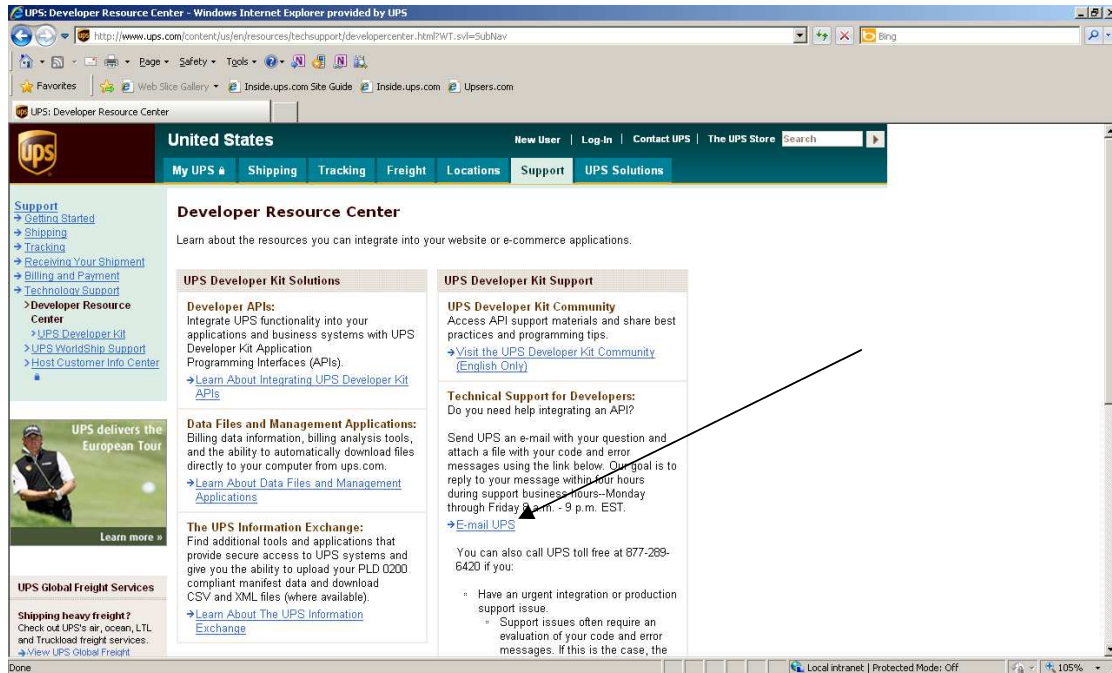 UPS: Developer Resource Center - Windows Internet Explorer provided by UPS
http://www.ups.com/content/us/en/resources/techsupport/developercenter.html?WT.svl=SubNav
Bing
Page Safety Tools
Favorites Web Slice Gallery Inside.ups.com Site Guide Inside.ups.com Upsers.com
UPS: Developer Resource Center
ups
United States
New User | Log-In | Contact UPS | The UPS Store Search
My UPS Shipping Tracking Freight Locations Support UPS Solutions
Support
Getting Started
Shipping
Tracking
Receiving Your Shipment
Billing and Payment
Technology Support
Developer Resource
Center
UPS Developer Kit
UPS WorldShip Support
Host Customer Info Center
UPS delivers the
European Tour
Learn more »
UPS Global Freight Services
Shipping heavy freight?
Check out UPS's air, ocean, LTL
and Truckload freight services.
View UPS Global Freight
Developer Resource Center
Learn about the resources you can integrate into your website or e-commerce applications.
UPS Developer Kit Solutions
Developer APIs:
Integrate UPS functionality into your
applications and business systems with UPS
Developer Kit Application
Programming Interfaces (APIs).
Learn About Integrating UPS Developer Kit
APIs
Data Files and Management Applications:
Billing data information, billing analysis tools,
and the ability to automatically download files
directly to your computer from ups.com.
Learn About Data Files and Management
Applications
The UPS Information Exchange:
Find additional tools and applications that
provide secure access to UPS systems and
give you the ability to upload your PLD 0200
compliant manifest data and download
CSV and XML files (where available).
Learn About The UPS Information
Exchange
UPS Developer Kit Support
UPS Developer Kit Community
Access API support materials and share best
practices and programming tips.
Visit the UPS Developer Kit Community
(English Only)
Technical Support for Developers:
Do you need help integrating an API?
Send UPS an e-mail with your question and
attach a file with your code and error
messages using the link below. Our goal is to
reply to your message within four hours
during support business hours--Monday
through Friday 8 a.m. - 9 p.m. EST.
E-mail UPS
You can also call UPS toll free at 877-289-
6420 if you:
Have an urgent integration or production
support issue.
Support issues often require an
evaluation of your code and error
messages. If this is the case, the
Done
Local intranet | Protected Mode: Off
105%